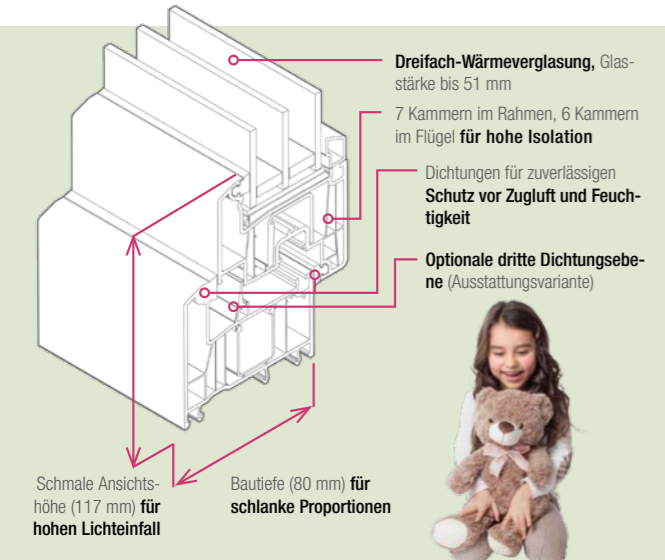 Dreifach-Wärmeverglasung, Glas-
stärke bis 51 mm
7 Kammern im Rahmen, 6 Kammern
im Flügel für hohe Isolation
Dichtungen für zuverlässigen
Schutz vor Zugluft und Feuch-
tigkeit
Optionale dritte Dichtungsebe-
ne (Ausstattungsvariante)
Schmale Ansichts-
höhe (117 mm) für
hohen Lichteinfall
Bautiefe (80 mm) für
schlanke Proportionen